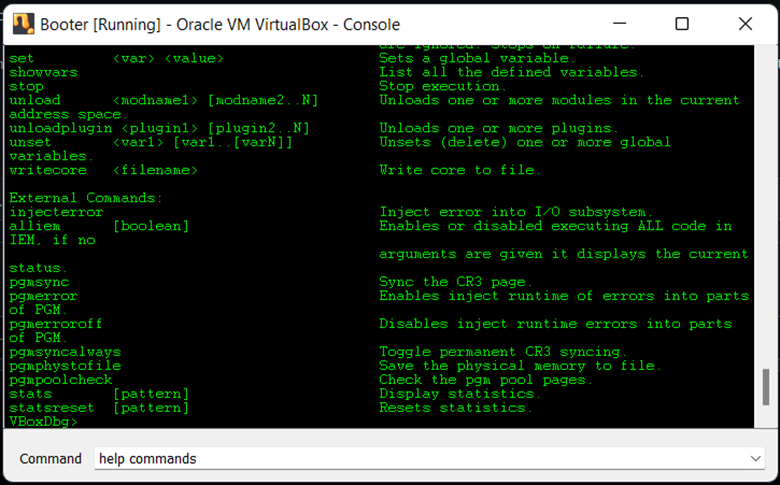 Booter [Running] - Oracle VM VirtualBox - Console
are ignored. Stops on failure.
set <var> <value> Sets a global variable.
showvars List all the defined variables.
stop Stop execution.
unload <modname1> [modname2..N] Unloads one or more modules in the current
address space.
unloadplugin <plugin1> [plugin2..N] Unloads one or more plugins.
unset <var1> [var1..[varN]] Unsets (delete) one or more global
variables.
writecore <filename> Write core to file.
External Commands:
injecterror Inject error into I/O subsystem.
alliem [boolean] Enables or disabled executing ALL code in
IEM, if no
arguments are given it displays the current
status.
pgmsync Sync the CR3 page.
pgmerror Enables inject runtime of errors into parts
of PGM.
pgmerroroff Disables inject runtime errors into parts
of PGM.
pgmsyncalways Toggle permanent CR3 syncing.
pgmphystofile Save the physical memory to file.
pgmpoolcheck Check the pgm pool pages.
stats [pattern] Display statistics.
statsreset [pattern] Resets statistics.
VBoxDbg>
Command help commands